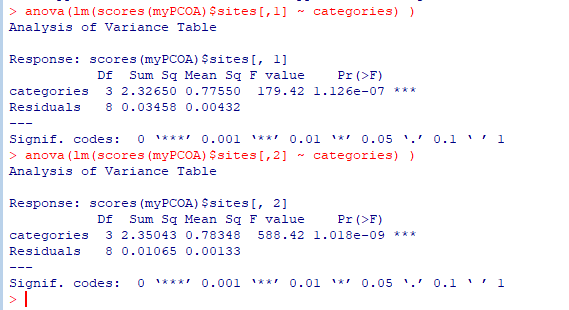 > anova(lm(scores(myPCOA)$sites[,1] ~ categories) )
Analysis of Variance Table
Response: scores(myPCOA)$sites[, 1]
Df Sum Sq Mean Sq F value Pr(>F)
categories 3 2.32650 0.77550 179.42 1.126e-07 ***
Residuals 8 0.03458 0.00432
---
Signif. codes: 0 ‘***’ 0.001 ‘**’ 0.01 ‘*’ 0.05 ‘.’ 0.1 ‘ ’ 1
> anova(lm(scores(myPCOA)$sites[,2] ~ categories) )
Analysis of Variance Table
Response: scores(myPCOA)$sites[, 2]
Df Sum Sq Mean Sq F value Pr(>F)
categories 3 2.35043 0.78348 588.42 1.018e-09 ***
Residuals 8 0.01065 0.00133
---
Signif. codes: 0 ‘***’ 0.001 ‘**’ 0.01 ‘*’ 0.05 ‘.’ 0.1 ‘ ’ 1
>